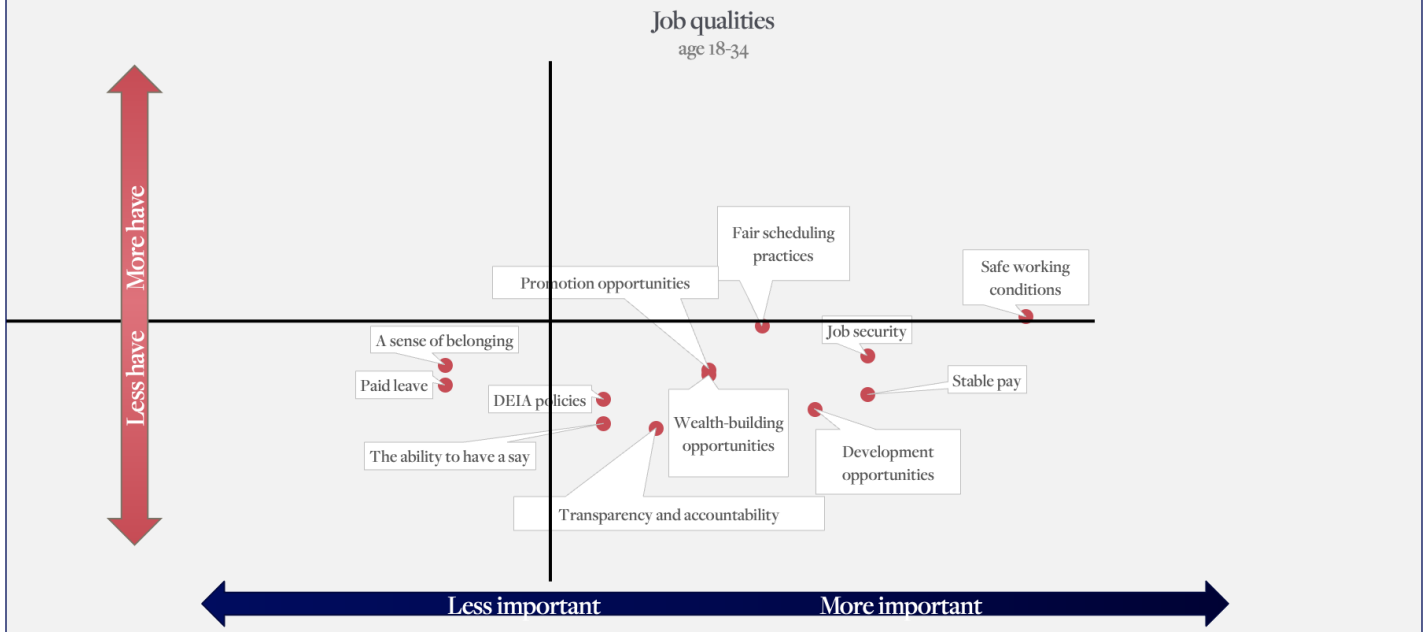 Job qualities
age 18-34
More have
Less have
Fair scheduling
practices
Safe working
conditions
Promotion opportunities
Job security
A sense of belonging
Paid leave
Stable pay
DEIA policies
Wealth-building
opportunities
The ability to have a say
Development
opportunities
Transparency and accountability
Less important
More important